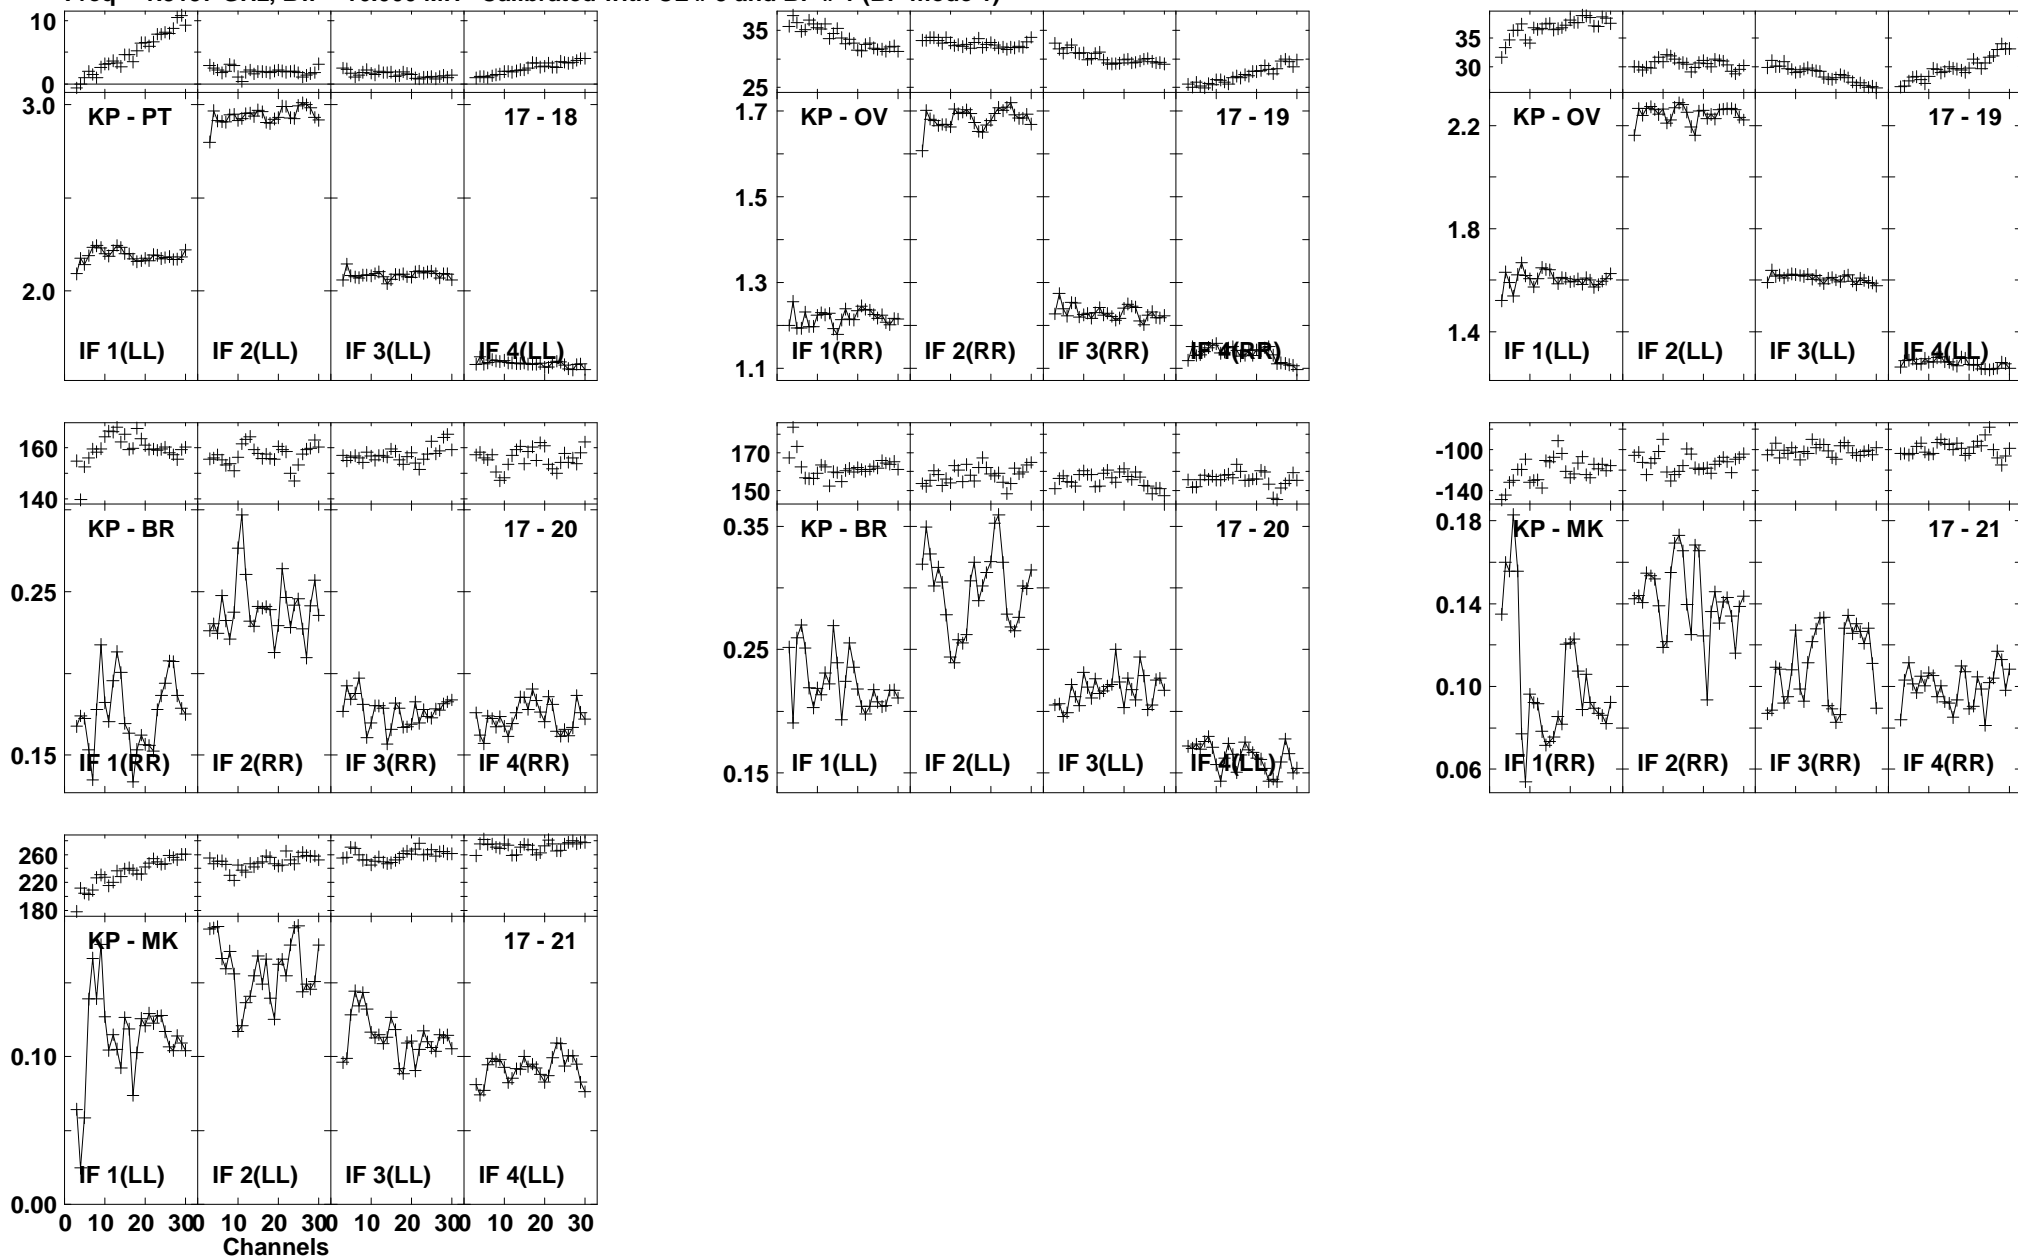 10
0
3.0
2.0
KP - PT
17 - 18
IF 1(LL)
IF 2(LL)
IF 3(LL)
IF 4(LL)
35
25
1.7
1.5
1.3
1.1
KP - OV
17 - 19
IF 1(RR)
IF 2(RR)
IF 3(RR)
IF 4(RR)
35
30
2.2
1.8
1.4
KP - OV
17 - 19
IF 1(LL)
IF 2(LL)
IF 3(LL)
IF 4(LL)
160
140
0.25
0.15
KP - BR
17 - 20
IF 1(RR)
IF 2(RR)
IF 3(RR)
IF 4(RR)
170
150
0.35
0.25
0.15
KP - BR
17 - 20
IF 1(LL)
IF 2(LL)
IF 3(LL)
IF 4(LL)
-100
-140
0.18
0.14
0.10
0.06
KP - MK
17 - 21
IF 1(RR)
IF 2(RR)
IF 3(RR)
IF 4(RR)
260
220
180
0.10
0.00
KP - MK
17 - 21
IF 1(LL)
IF 2(LL)
IF 3(LL)
IF 4(LL)
0 10 20 30 0 10 20 30 0 10 20 30 0 10 20 30
Channels